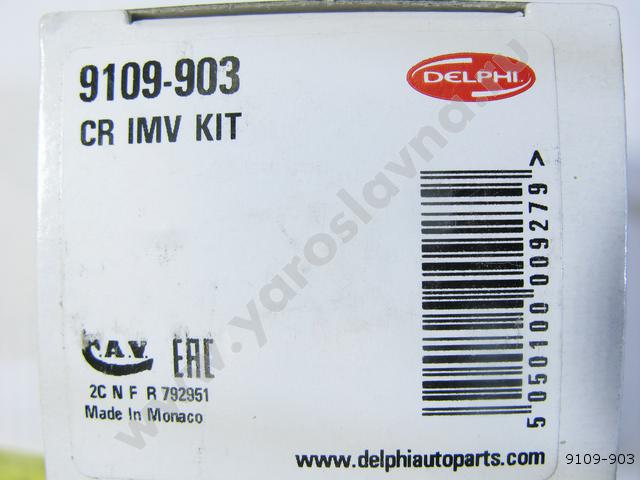 9109-903
DELPHI
CR IMV KIT
5 050100 009279 >
C.A.V. EAC
2C N F R 792951
Made In Monaco
www.delphiautoparts.com
9109-903
www.yaroslavna.ru